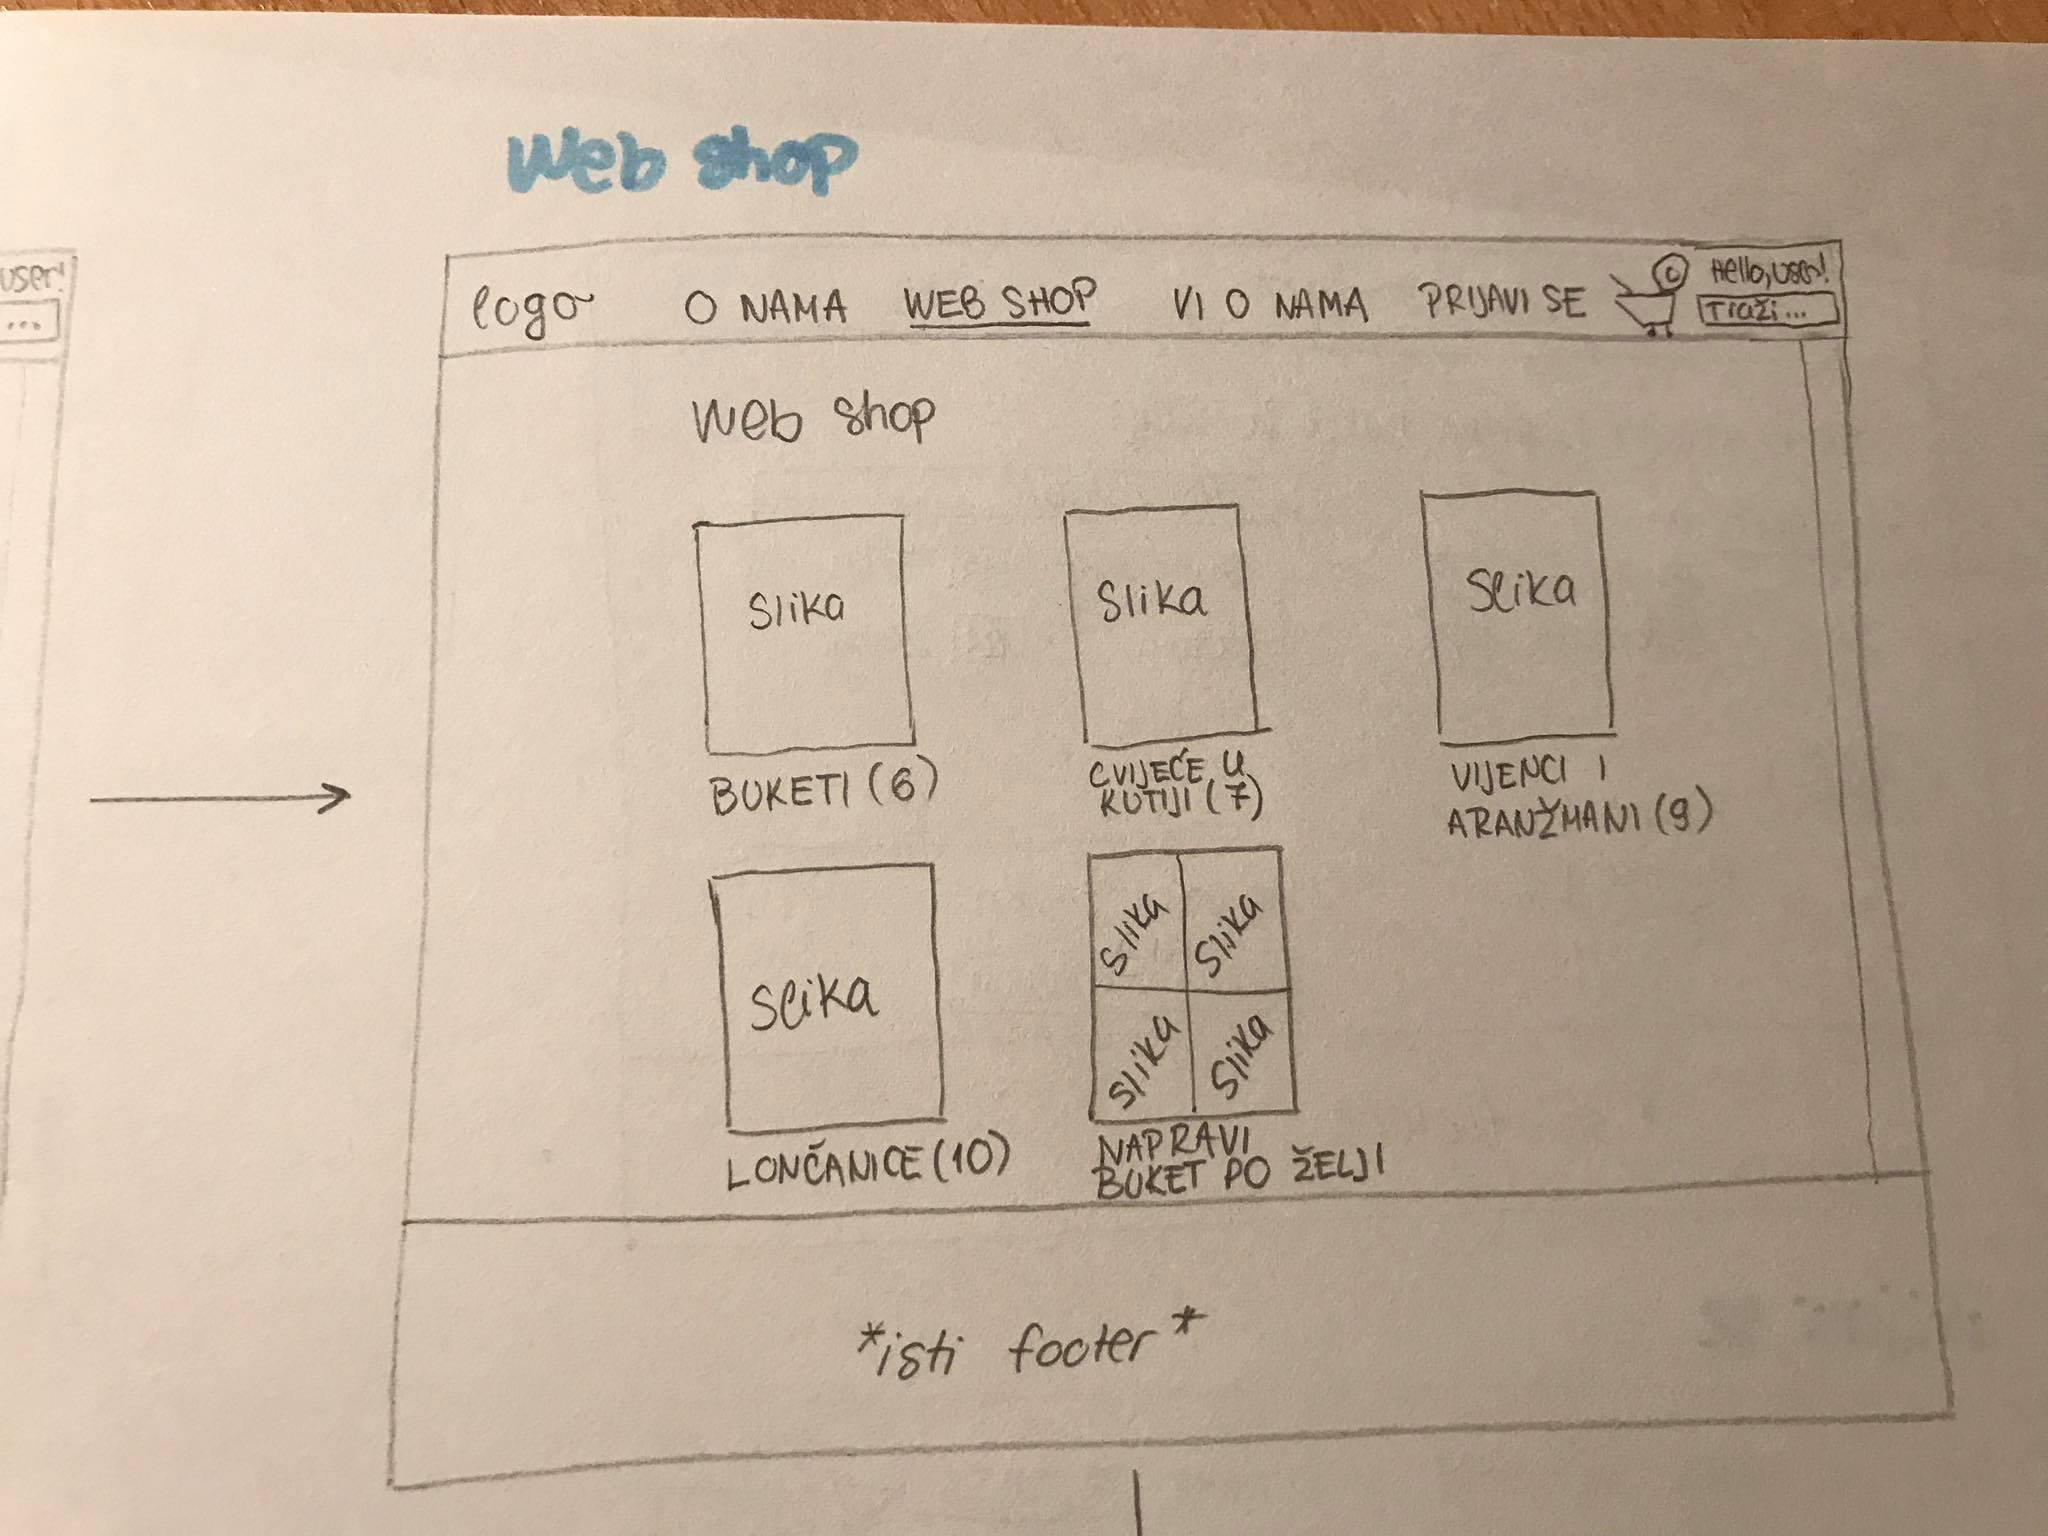 Web shop
user!
...
logo O NAMA WEB SHOP VI O NAMA PRIJAVI SE Hello, user!
Traži...
Web shop
Slika Slika Slika
BUKETI (6)
CVIJEĆE U
KUTIJI (7)
VIJENCI I
ARANŽMANI (9)
Slika
Slika Slika
Slika Slika
LONČANICE (10)
NAPRAVI
BUKET PO ŽELJI
*isti footer*